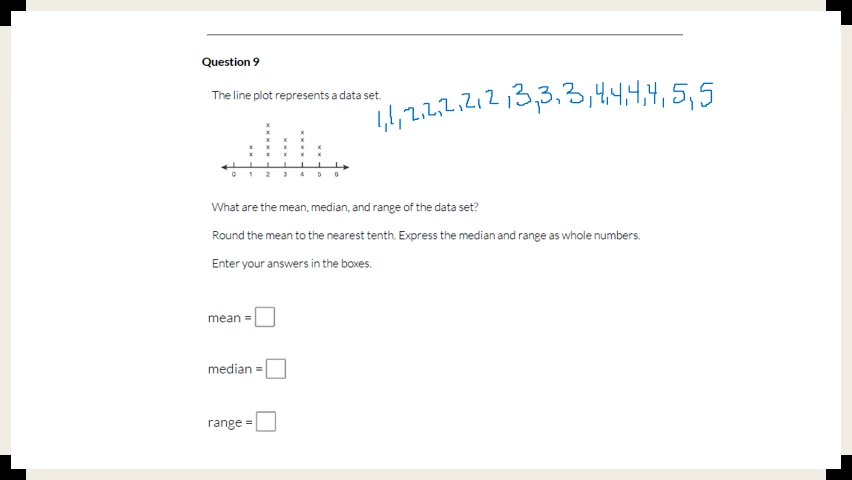 Question 9
The line plot represents a data set.
1,1,2,2,2,2,2,3,3,3,4,4,4,4,5,5
0 1 2 3 4 5 6
What are the mean, median, and range of the data set?
Round the mean to the nearest tenth. Express the median and range as whole numbers.
Enter your answers in the boxes.
mean =
median =
range =